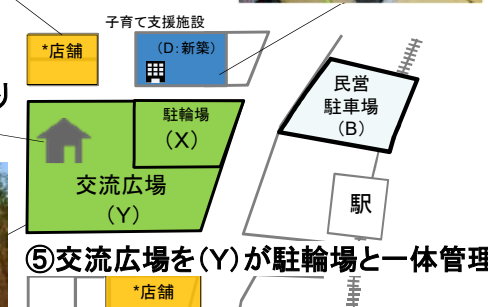 子育て支援施設
*店舗
（D:新築）
り
民営
駐車場
（B）
駐輪場
（X）
交流広場
（Y）
駅
⑤交流広場を（Y）が駐輪場と一体管理
*店舗